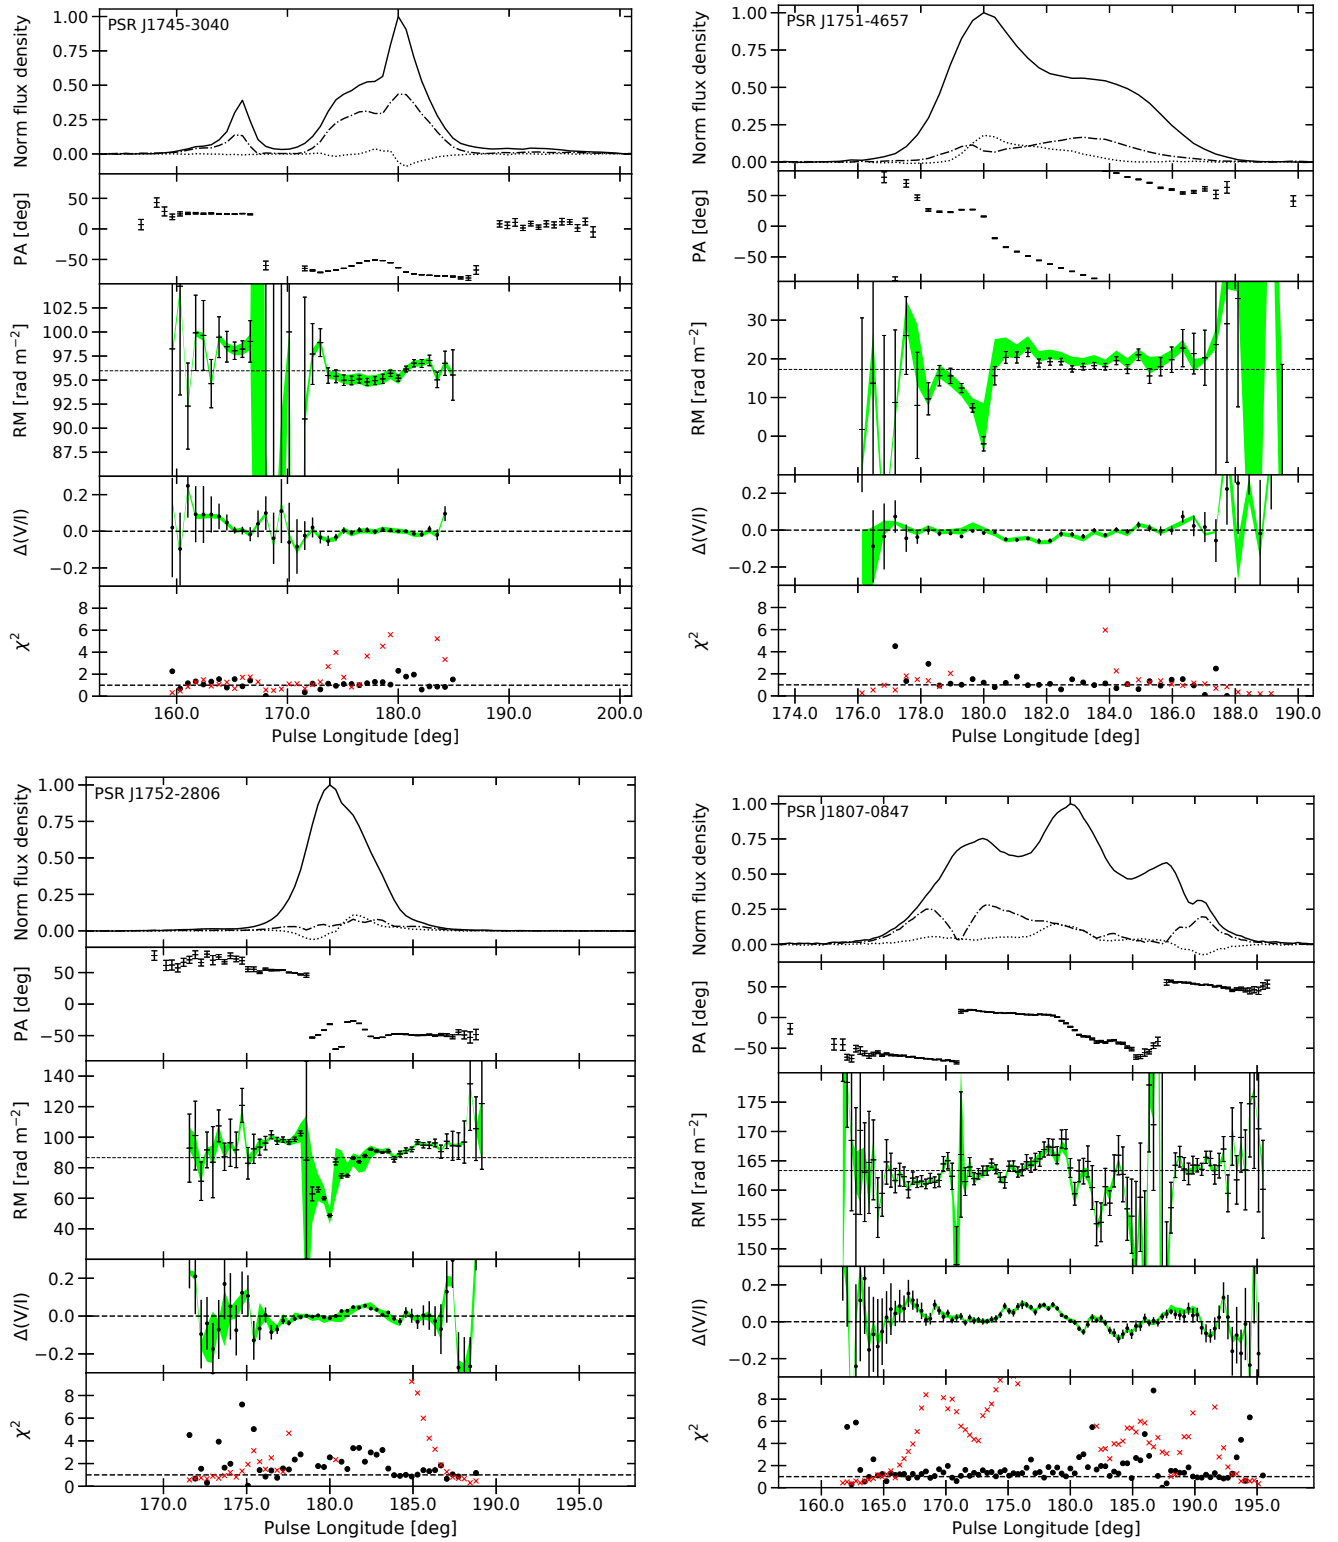 PSR J1745-3040
Norm flux density
1.00
0.75
0.50
0.25
0.00
PA [deg]
50
0
−50
RM [rad m⁻²]
102.5
100.0
97.5
95.0
92.5
90.0
87.5
Δ(V/I)
0.2
0.0
−0.2
χ²
8
6
4
2
0
160.0 170.0 180.0 190.0 200.0
Pulse Longitude [deg]
PSR J1751-4657
Norm flux density
1.00
0.75
0.50
0.25
0.00
PA [deg]
50
0
−50
RM [rad m⁻²]
30
20
10
0
Δ(V/I)
0.2
0.0
−0.2
χ²
8
6
4
2
0
174.0 176.0 178.0 180.0 182.0 184.0 186.0 188.0 190.0
Pulse Longitude [deg]
PSR J1752-2806
Norm flux density
1.00
0.75
0.50
0.25
0.00
PA [deg]
50
0
−50
RM [rad m⁻²]
140
120
100
80
60
40
Δ(V/I)
0.2
0.0
−0.2
χ²
8
6
4
2
0
170.0 175.0 180.0 185.0 190.0 195.0
Pulse Longitude [deg]
PSR J1807-0847
Norm flux density
1.00
0.75
0.50
0.25
0.00
PA [deg]
50
0
−50
RM [rad m⁻²]
175
170
165
160
155
150
Δ(V/I)
0.2
0.0
−0.2
χ²
8
6
4
2
0
160.0 165.0 170.0 175.0 180.0 185.0 190.0 195.0
Pulse Longitude [deg]